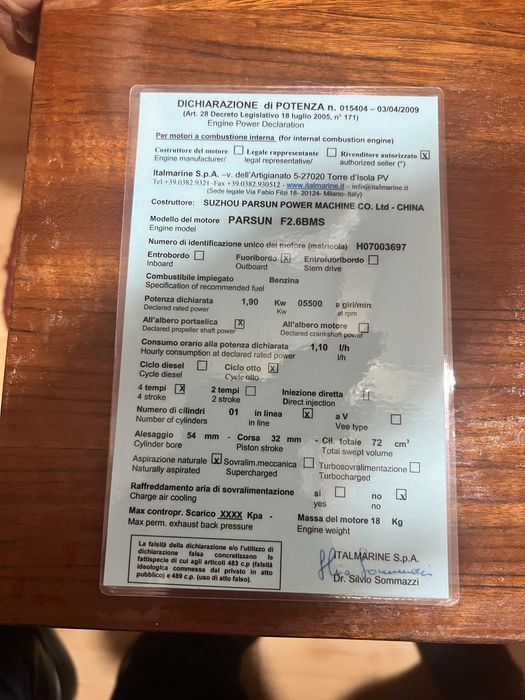 DICHIARAZIONE di POTENZA n. 015404 – 03/04/2009
(Art. 28 Decreto Legislativo 18 luglio 2005, n° 171)
Engine Power Declaration
Per motori a combustione interna (for internal combustion engine)
Costruttore del motore Legale rappresentante Rivenditore autorizzato X
Engine manufacturer/ legal representative/ authorized seller (*)
Italmarine S.p.A. –v. dell'Artigianato 5-27020 Torre d'Isola PV
Tel.+39.0382.9321–Fax +39.0382.930512 - www.italmarine.it – info@italmarine.it
(Sede legale Via Fabio Filzi 18- 20124- Milano- Italy)
Costruttore: SUZHOU PARSUN POWER MACHINE CO. Ltd - CHINA
Modello del motore PARSUN F2.6BMS
Engine model
Numero di identificazione unico del motore (matricola) H07003697
Entrobordo Fuoribordo X Entrofuoribordo
Inboard Outboard Stern drive
Combustibile impiegato Benzina
Specification of recommended fuel
Potenza dichiarata 1,90 Kw 05500 a giri/min
Declared rated power Kw at rpm
All'albero portaelica X All'albero motore
Declared propeller shaft power Declared crankshaft power
Consumo orario alla potenza dichiarata 1,10 l/h
Hourly consumption at declared rated power l/h
Ciclo diesel Ciclo otto X
Cycle diesel Cycle otto
4 tempi X 2 tempi Iniezione diretta
4 stroke 2 stroke Direct injection
Numero di cilindri 01 in linea X a V
Number of cylinders in line Vee type
Alesaggio 54 mm - Corsa 32 mm - Cil. totale 72 cm³
Cylinder bore Piston stroke Total swept volume
Aspirazione naturale X Sovralim.meccanica Turbosovralimentazione
Naturally aspirated Supercharged Turbocharged
Raffreddamento aria di sovralimentazione si no X
Charge air cooling yes no
Max contropr. Scarico XXXX Kpa - Massa del motore 18 Kg
Max perm. exhaust back pressure Engine weight
La falsità della dichiarazione e/o l'utilizzo di
dichiarazione falsa concretizzano le
fattispecie di cui agli articoli 483 c.p (falsità
ideologica commessa dal privato in atto
pubblico) e 489 c.p. (uso di atto falso).
ITALMARINE S.p.A.
Dr. Silvio Sommazzi